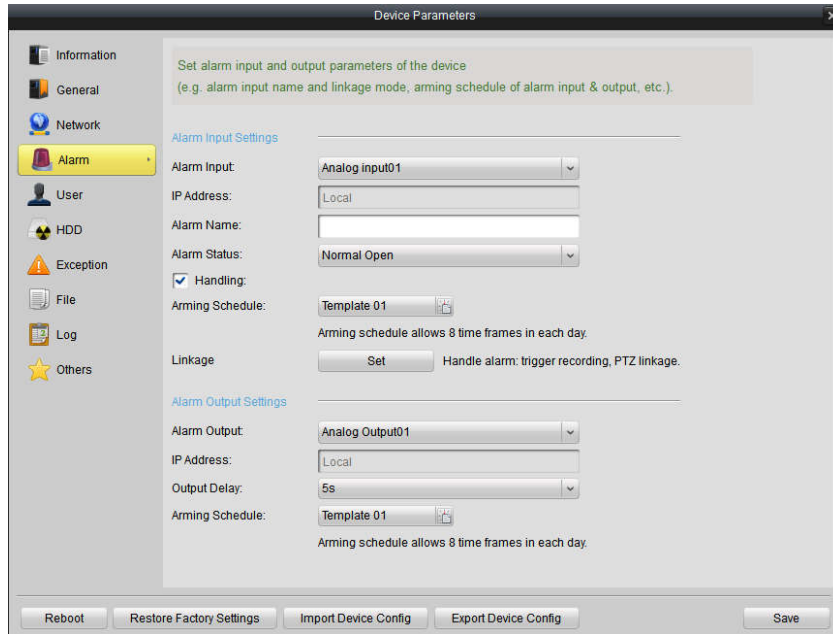 Device Parameters
Information
General
Network
Alarm
User
HDD
Exception
File
Log
Others
Set alarm input and output parameters of the device
(e.g. alarm input name and linkage mode, arming schedule of alarm input & output, etc.).
Alarm Input Settings
Alarm Input: Analog input01
IP Address: Local
Alarm Name:
Alarm Status: Normal Open
Handling:
Arming Schedule: Template 01
Arming schedule allows 8 time frames in each day.
Linkage Set Handle alarm: trigger recording, PTZ linkage.
Alarm Output Settings
Alarm Output: Analog Output01
IP Address: Local
Output Delay: 5s
Arming Schedule: Template 01
Arming schedule allows 8 time frames in each day.
Reboot Restore Factory Settings Import Device Config Export Device Config Save